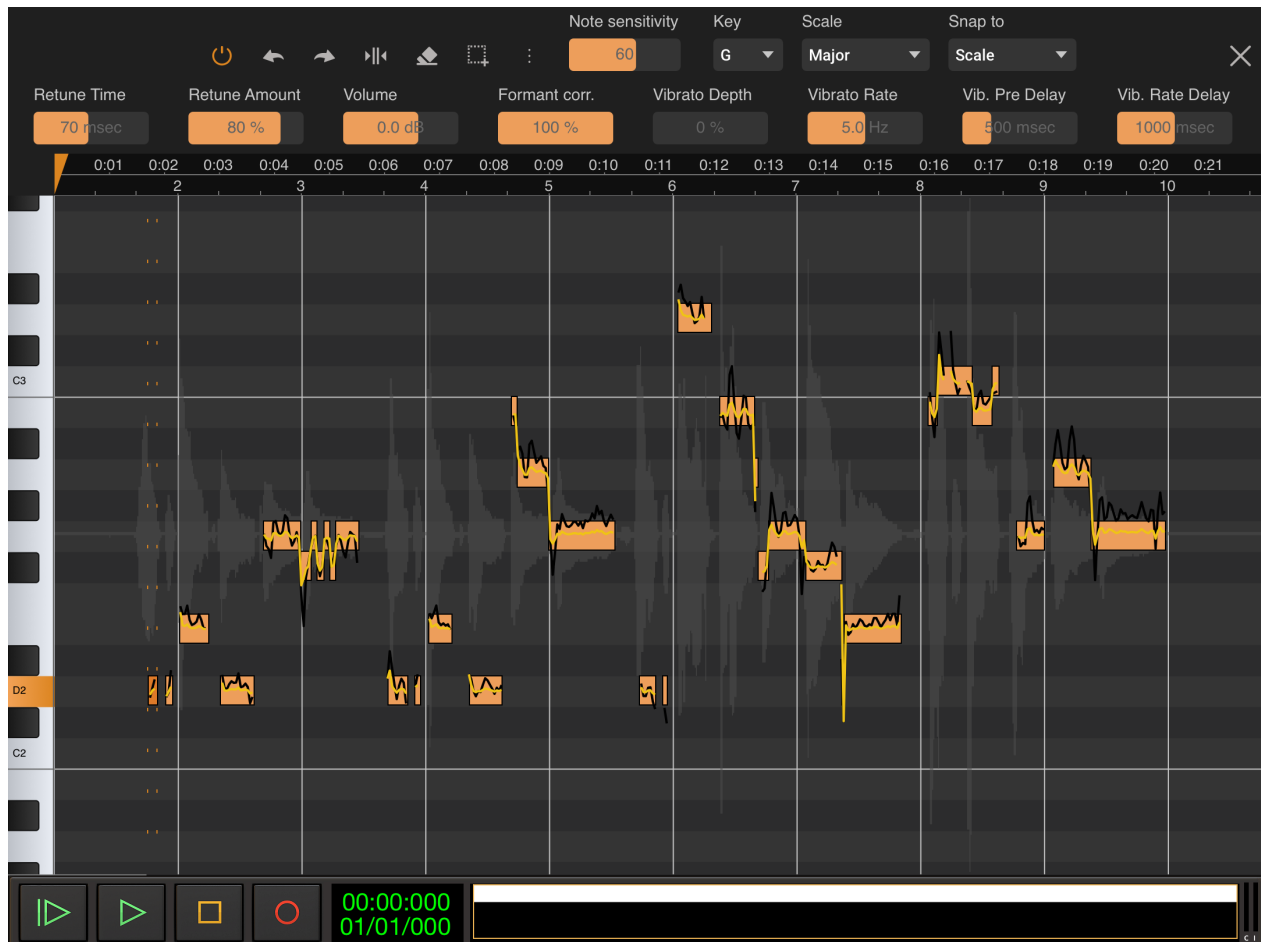 Note sensitivity Key Scale Snap to
60 G Major Scale
Retune Time Retune Amount Volume Formant corr. Vibrato Depth Vibrato Rate Vib. Pre Delay Vib. Rate Delay
70 msec 80 % 0.0 dB 100 % 0 % 5.0 Hz 500 msec 1000 msec
0:01 0:02 0:03 0:04 0:05 0:06 0:07 0:08 0:09 0:10 0:11 0:12 0:13 0:14 0:15 0:16 0:17 0:18 0:19 0:20 0:21
2 3 4 5 6 7 8 9 10
C3
D2
C2
00:00:000
01/01/000